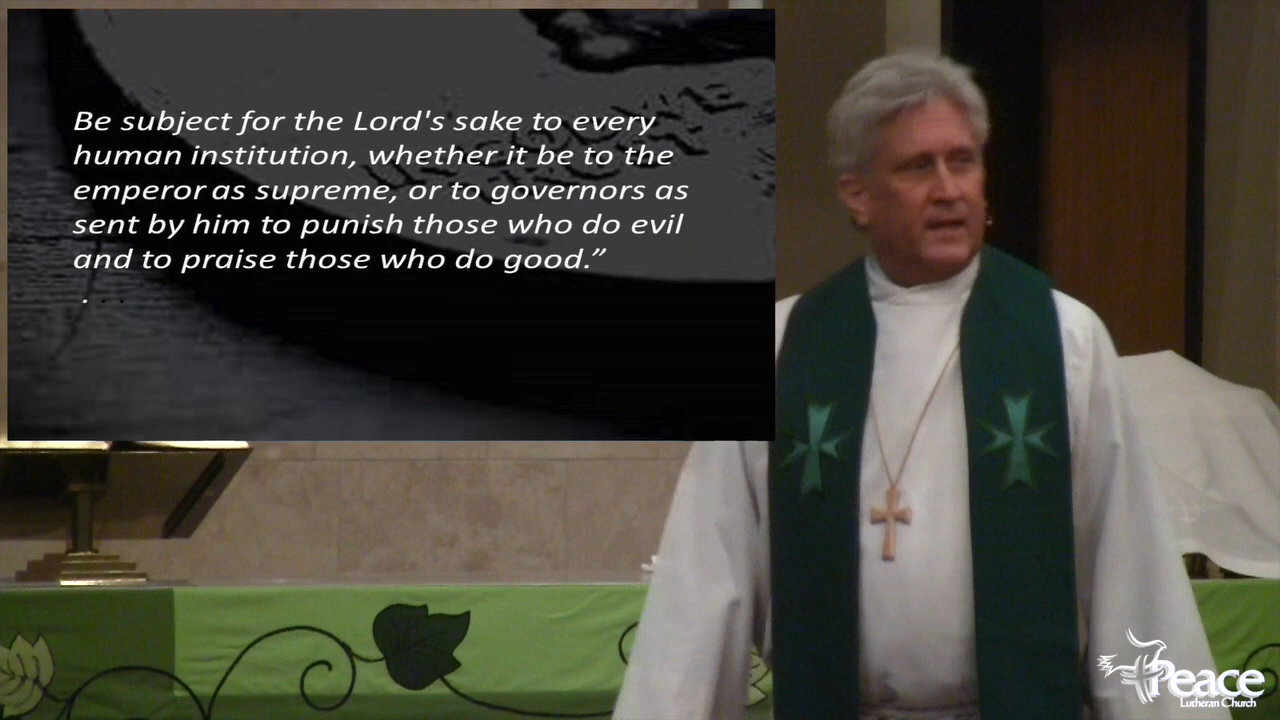 Be subject for the Lord's sake to every
human institution, whether it be to the
emperor as supreme, or to governors as
sent by him to punish those who do evil
and to praise those who do good.”
. . .
Peace
Lutheran Church